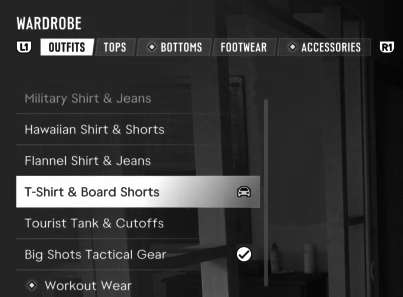 WARDROBE
L1 OUTFITS TOPS BOTTOMS FOOTWEAR ACCESSORIES R1
Military Shirt & Jeans
Hawaiian Shirt & Shorts
Flannel Shirt & Jeans
T-Shirt & Board Shorts
Tourist Tank & Cutoffs
Big Shots Tactical Gear
Workout Wear